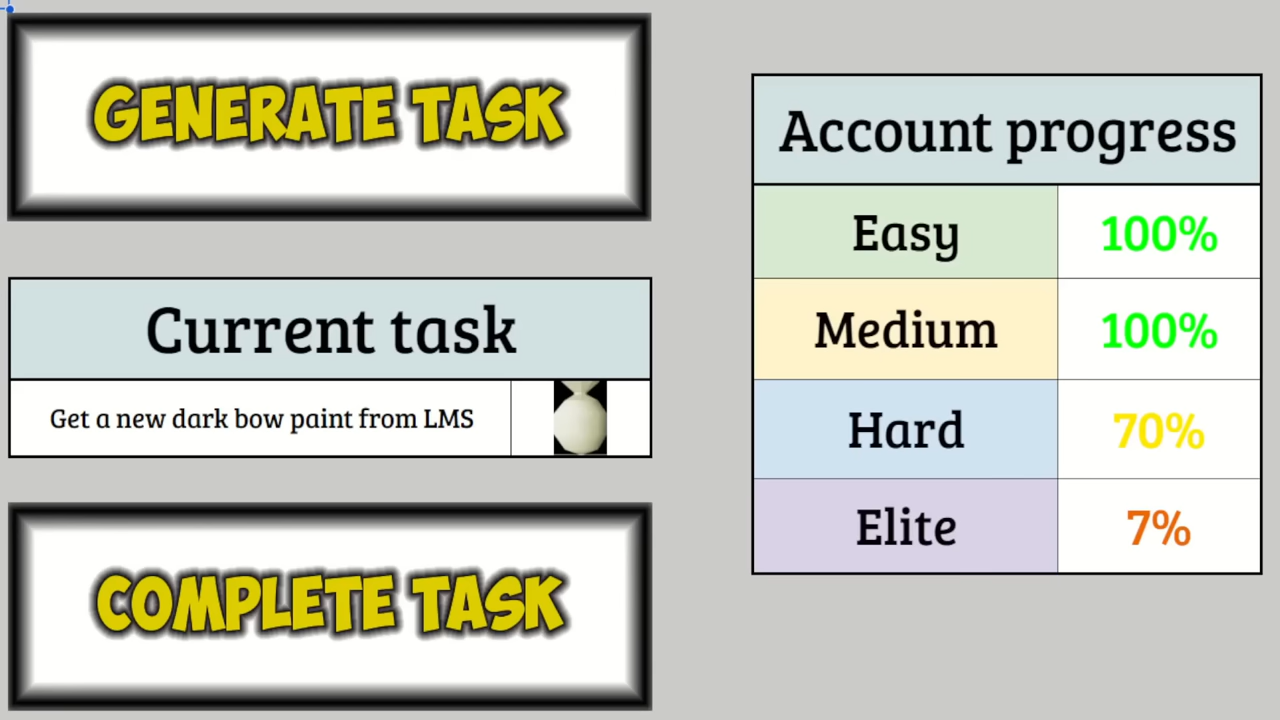 GENERATE TASK
Current task
Get a new dark bow paint from LMS
COMPLETE TASK
Account progress
Easy 100%
Medium 100%
Hard 70%
Elite 7%